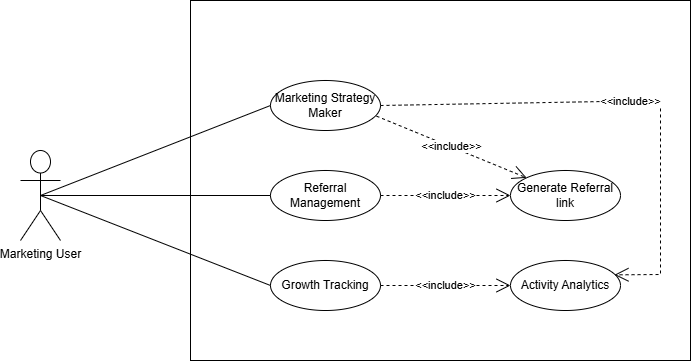 Marketing Strategy
Maker
<<include>>
<<include>>
Referral
Management
<<include>>
Generate Referral
link
Marketing User
Growth Tracking
<<include>>
Activity Analytics